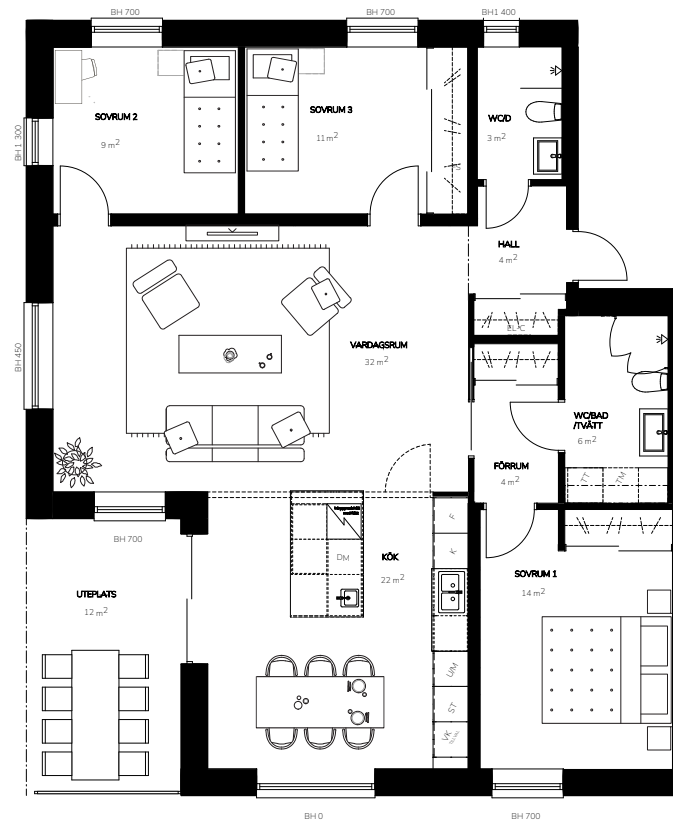 BH 700
BH 700
BH1 400
SOVRUM 2
9 m2
SOVRUM 3
11 m2
WC/D
3 m2
BH 1 300
S
HALL
4 m2
EL-C
BH 450
VARDAGSRUM
32 m2
WC/BAD
/TVÄTT
6 m2
FÖRRUM
4 m2
TT
TM
BH 700
F
K
DM
KÖK
22 m2
SOVRUM 1
14 m2
UTEPLATS
12 m2
U/M
ST
VK
BH 0
BH 700